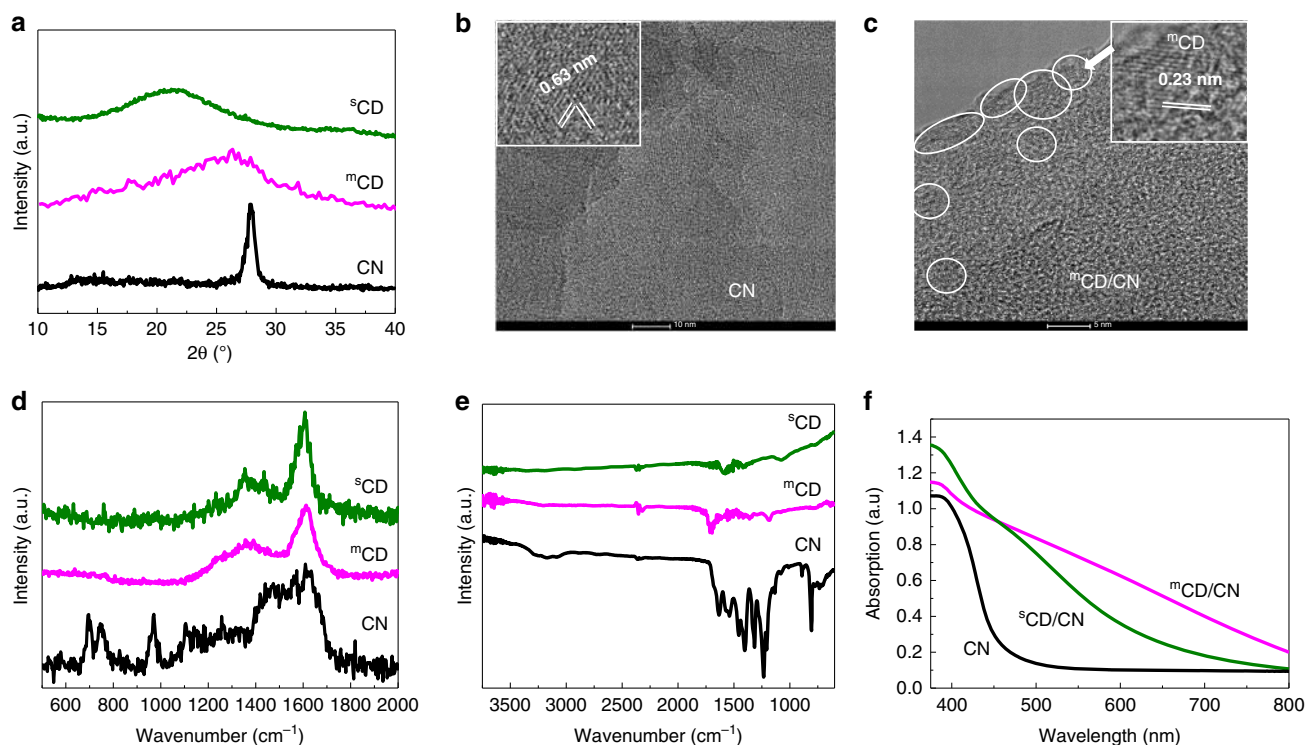 a
Intensity (a.u.)
ˢCD
ᵐCD
CN
10 15 20 25 30 35 40
2θ (°)
b
0.63 nm
CN
10 nm
c
ᵐCD
0.23 nm
ᵐCD/CN
5 nm
d
Intensity (a.u.)
ˢCD
ᵐCD
CN
600 800 1000 1200 1400 1600 1800 2000
Wavenumber (cm⁻¹)
e
Intensity (a.u.)
ˢCD
ᵐCD
CN
3500 3000 2500 2000 1500 1000
Wavenumber (cm⁻¹)
f
Absorption (a.u)
1.4
1.2
1.0
0.8
0.6
0.4
0.2
0.0
ᵐCD/CN
ˢCD/CN
CN
400 500 600 700 800
Wavelength (nm)